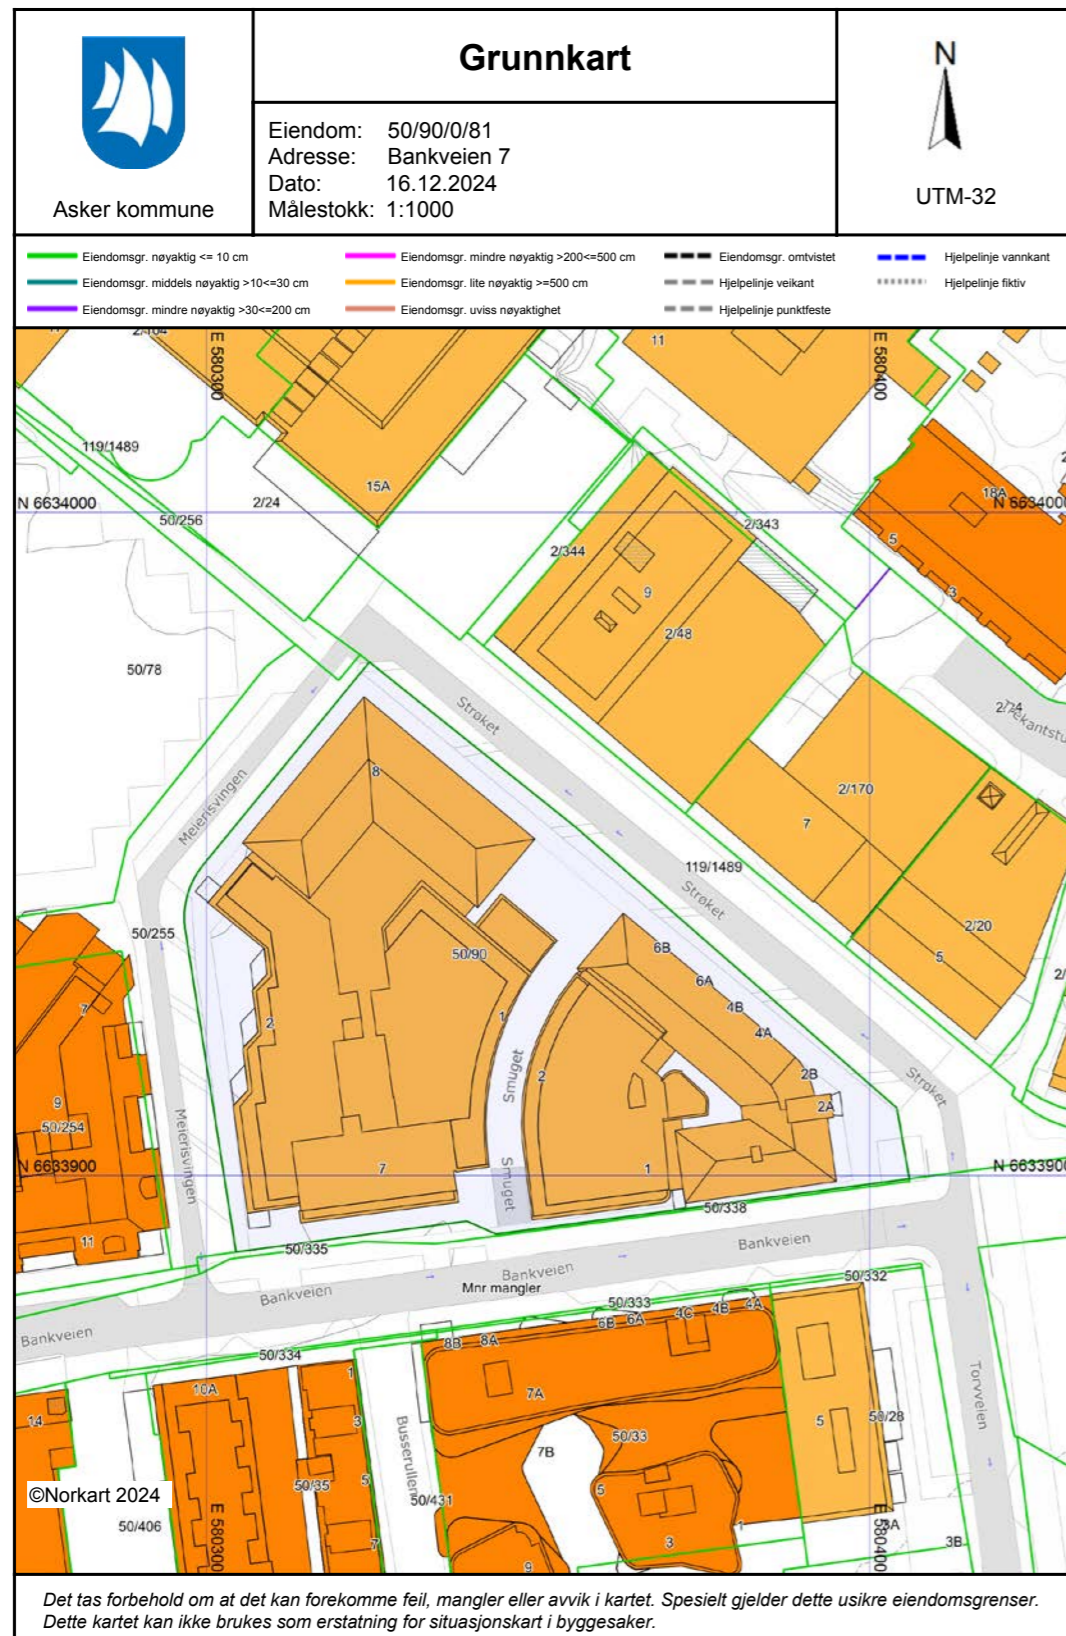 Grunnkart
N
Eiendom: 50/90/0/81
Adresse: Bankveien 7
Dato: 16.12.2024
Målestokk: 1:1000
Asker kommune
UTM-32
Eiendomsgr. nøyaktig <= 10 cm
Eiendomsgr. mindre nøyaktig >200<=500 cm
Eiendomsgr. omtvistet
Hjelpelinje vannkant
Eiendomsgr. middels nøyaktig >10<=30 cm
Eiendomsgr. lite nøyaktig >=500 cm
Hjelpelinje veikant
Hjelpelinje fiktiv
Eiendomsgr. mindre nøyaktig >30<=200 cm
Eiendomsgr. uviss nøyaktighet
Hjelpelinje punktfeste
E 580300
11
E 580400
119/1489
15A
18A
N 6634000
2/24
N 6634000
50/256
2/343
5
2/344
9
3
2/48
50/78
2/24
Strøket
8
Meierisvingen
2/170
7
119/1489
Strøket
50/255
2/20
50/90
6B
5
6A
7
4B
1
2
4A
Smuget
2
2B
Strøket
9
2A
50/254
Meierisvingen
N 6633900
7
Smuget
1
N 6633900
50/338
11
50/335
Bankveien
Bankveien
50/332
Mnr mangler
Bankveien
50/333
6B
6A
4C
4B
4A
Bankveien
8B
8A
50/334
1
10A
7A
14
3
5
50/28
Torvveien
Busserullen
7B
50/33
50/35
5
5
©Norkart 2024
50/431
E 580300
50/406
1
E 580400
3A
7
3
3B
9
Det tas forbehold om at det kan forekomme feil, mangler eller avvik i kartet. Spesielt gjelder dette usikre eiendomsgrenser.
Dette kartet kan ikke brukes som erstatning for situasjonskart i byggesaker.